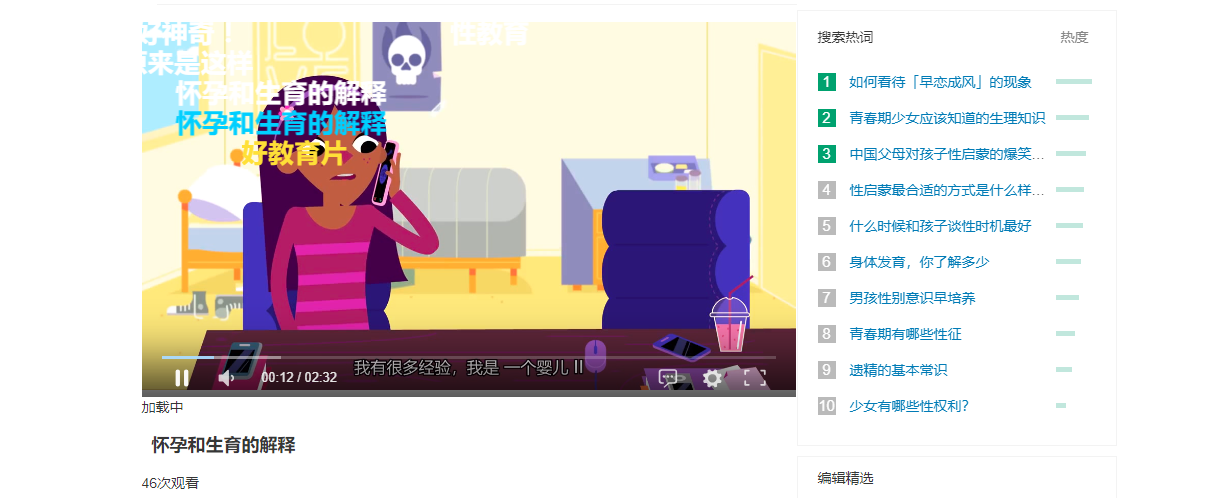 好神奇！
性教育
原来是这样
怀孕和生育的解释
怀孕和生育的解释
好教育片
我有很多经验，我是 一个婴儿 II
00:12 / 02:32
加载中
怀孕和生育的解释
46次观看
搜索热词 热度
1 如何看待「早恋成风」的现象
2 青春期少女应该知道的生理知识
3 中国父母对孩子性启蒙的爆笑…
4 性启蒙最合适的方式是什么样…
5 什么时候和孩子谈性时机最好
6 身体发育，你了解多少
7 男孩性别意识早培养
8 青春期有哪些性征
9 遗精的基本常识
10 少女有哪些性权利?
编辑精选